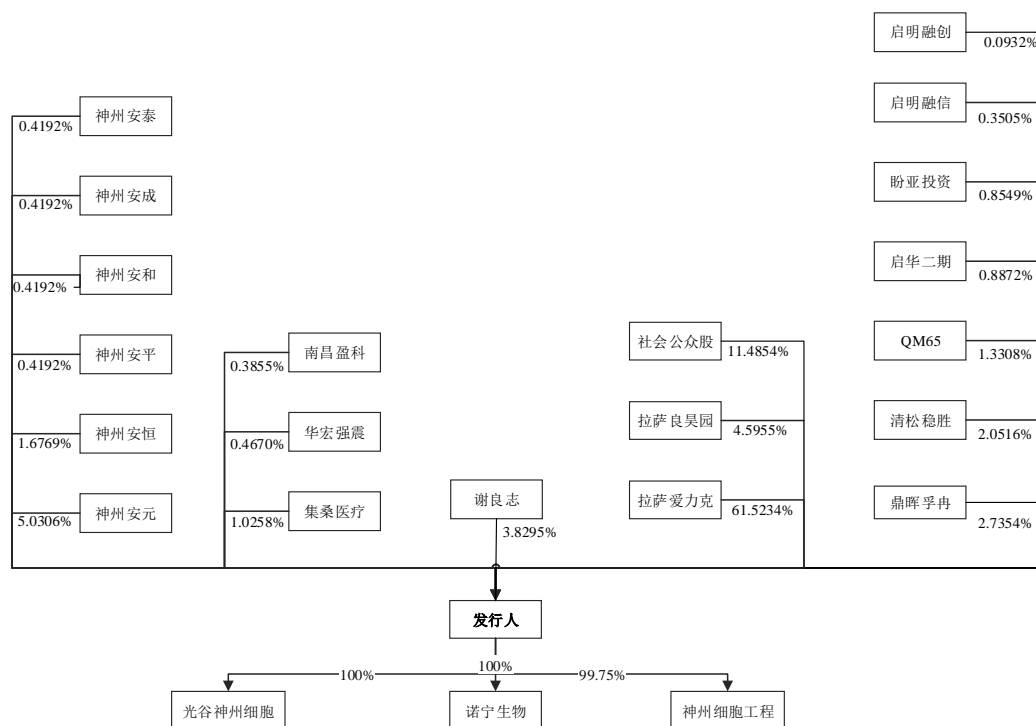 启明融创
0.0932%
启明融信
0.3505%
神州安泰
0.4192%
盼亚投资
0.8549%
神州安成
0.4192%
启华二期
0.8872%
神州安和
0.4192%
社会公众股
11.4854%
QM65
1.3308%
南昌盈科
0.3855%
神州安平
0.4192%
拉萨良昊园
4.5955%
清松稳胜
2.0516%
华宏强震
0.4670%
神州安恒
1.6769%
谢良志
3.8295%
拉萨爱力克
61.5234%
鼎晖孚冉
2.7354%
集桑医疗
1.0258%
神州安元
5.0306%
发行人
100%
100%
99.75%
光谷神州细胞
诺宁生物
神州细胞工程